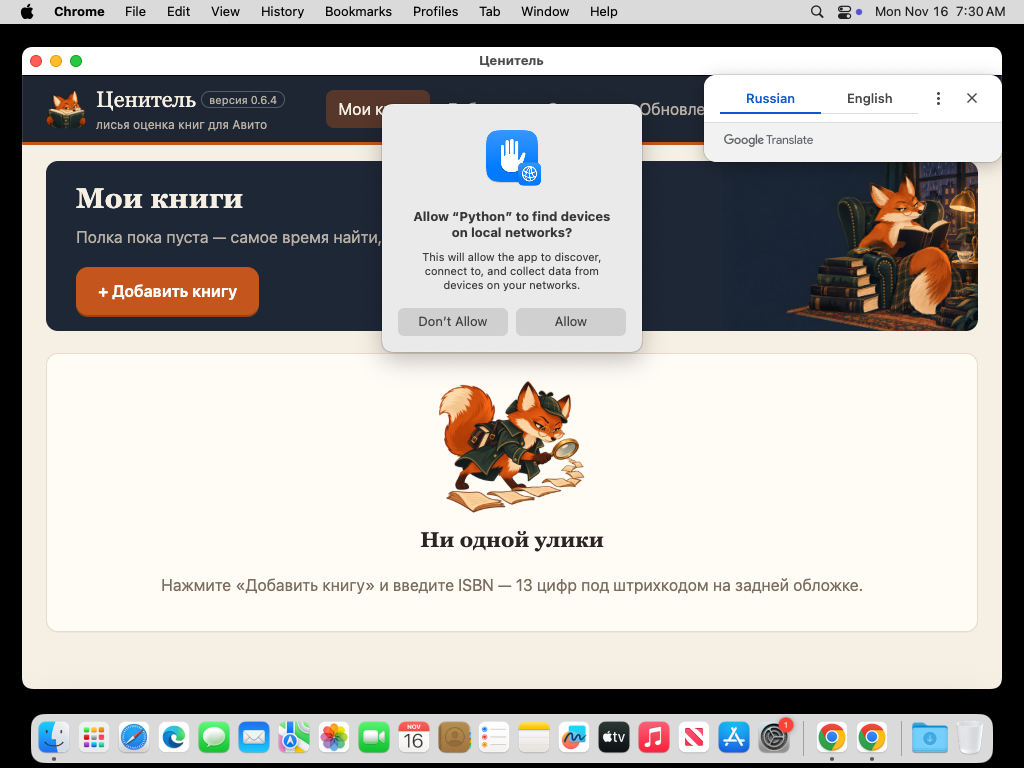 Chrome File Edit View History Bookmarks Profiles Tab Window Help Mon Nov 16 7:30 AM
Ценитель
Ценитель версия 0.6.4
лисья оценка книг для Авито
Мои
Обновле
Russian English
Google Translate
Allow “Python” to find devices
on local networks?
This will allow the app to discover,
connect to, and collect data from
devices on your networks.
Don't Allow Allow
Мои книги
Полка пока пуста — самое время найти,
+ Добавить книгу
Ни одной улики
Нажмите «Добавить книгу» и введите ISBN — 13 цифр под штрихкодом на задней обложке.
NOV
16
tv
1